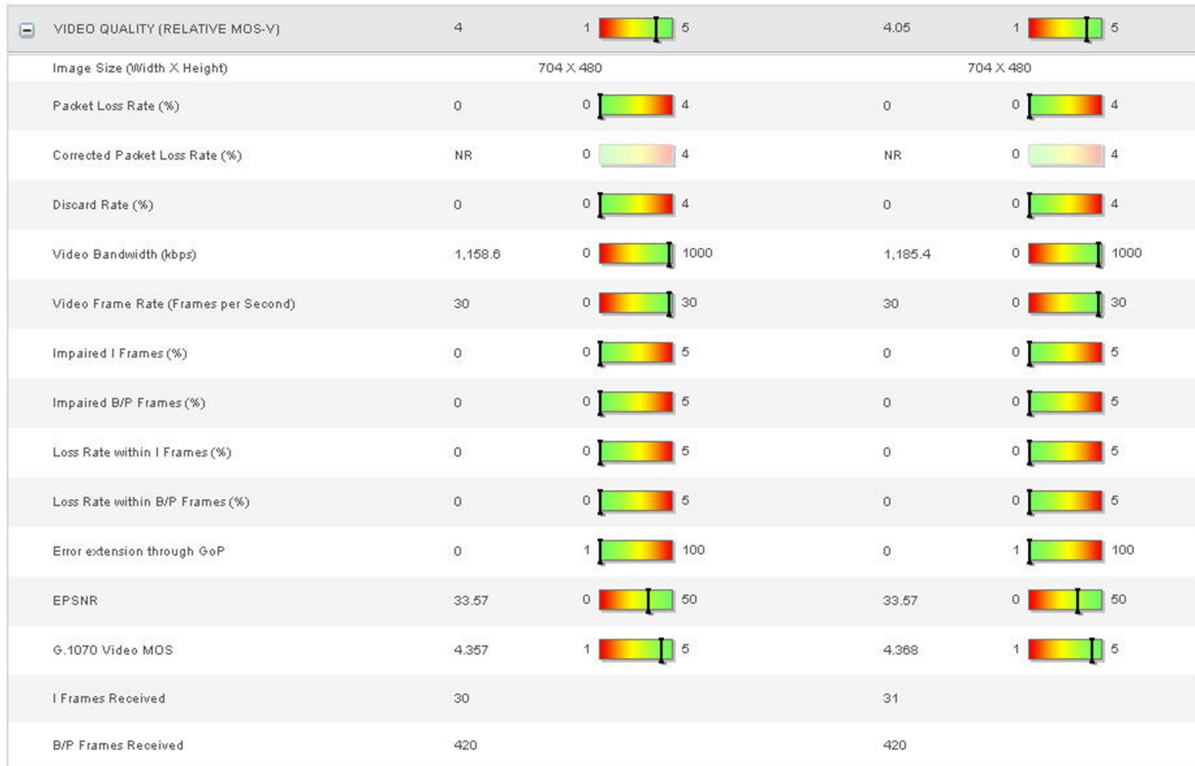 VIDEO QUALITY (RELATIVE MOS-V) 4 1 5 4.05 1 5
Image Size (Width X Height) 704 X 480 704 X 480
Packet Loss Rate (%) 0 0 4 0 0 4
Corrected Packet Loss Rate (%) NR 0 4 NR 0 4
Discard Rate (%) 0 0 4 0 0 4
Video Bandwidth (kbps) 1,158.6 0 1000 1,185.4 0 1000
Video Frame Rate (Frames per Second) 30 0 30 30 0 30
Impaired I Frames (%) 0 0 5 0 0 5
Impaired B/P Frames (%) 0 0 5 0 0 5
Loss Rate within I Frames (%) 0 0 5 0 0 5
Loss Rate within B/P Frames (%) 0 0 5 0 0 5
Error extension through GoP 0 1 100 0 1 100
EPSNR 33.57 0 50 33.57 0 50
G.1070 Video MOS 4.357 1 5 4.368 1 5
I Frames Received 30 31
B/P Frames Received 420 420